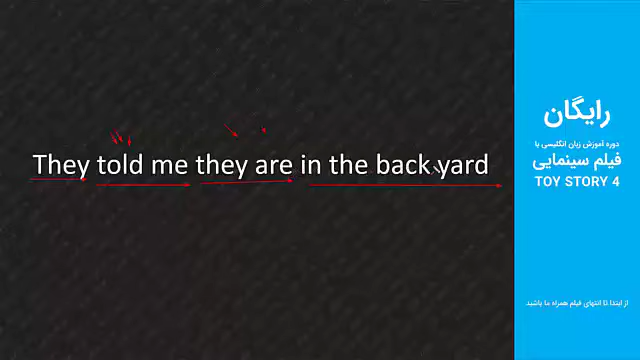 They told me they are in the back yard
رایگان
دوره آموزش زبان انگلیسی با
فیلم سینمایی
TOY STORY 4
از ابتدا تا انتهای فیلم همراه ما باشید